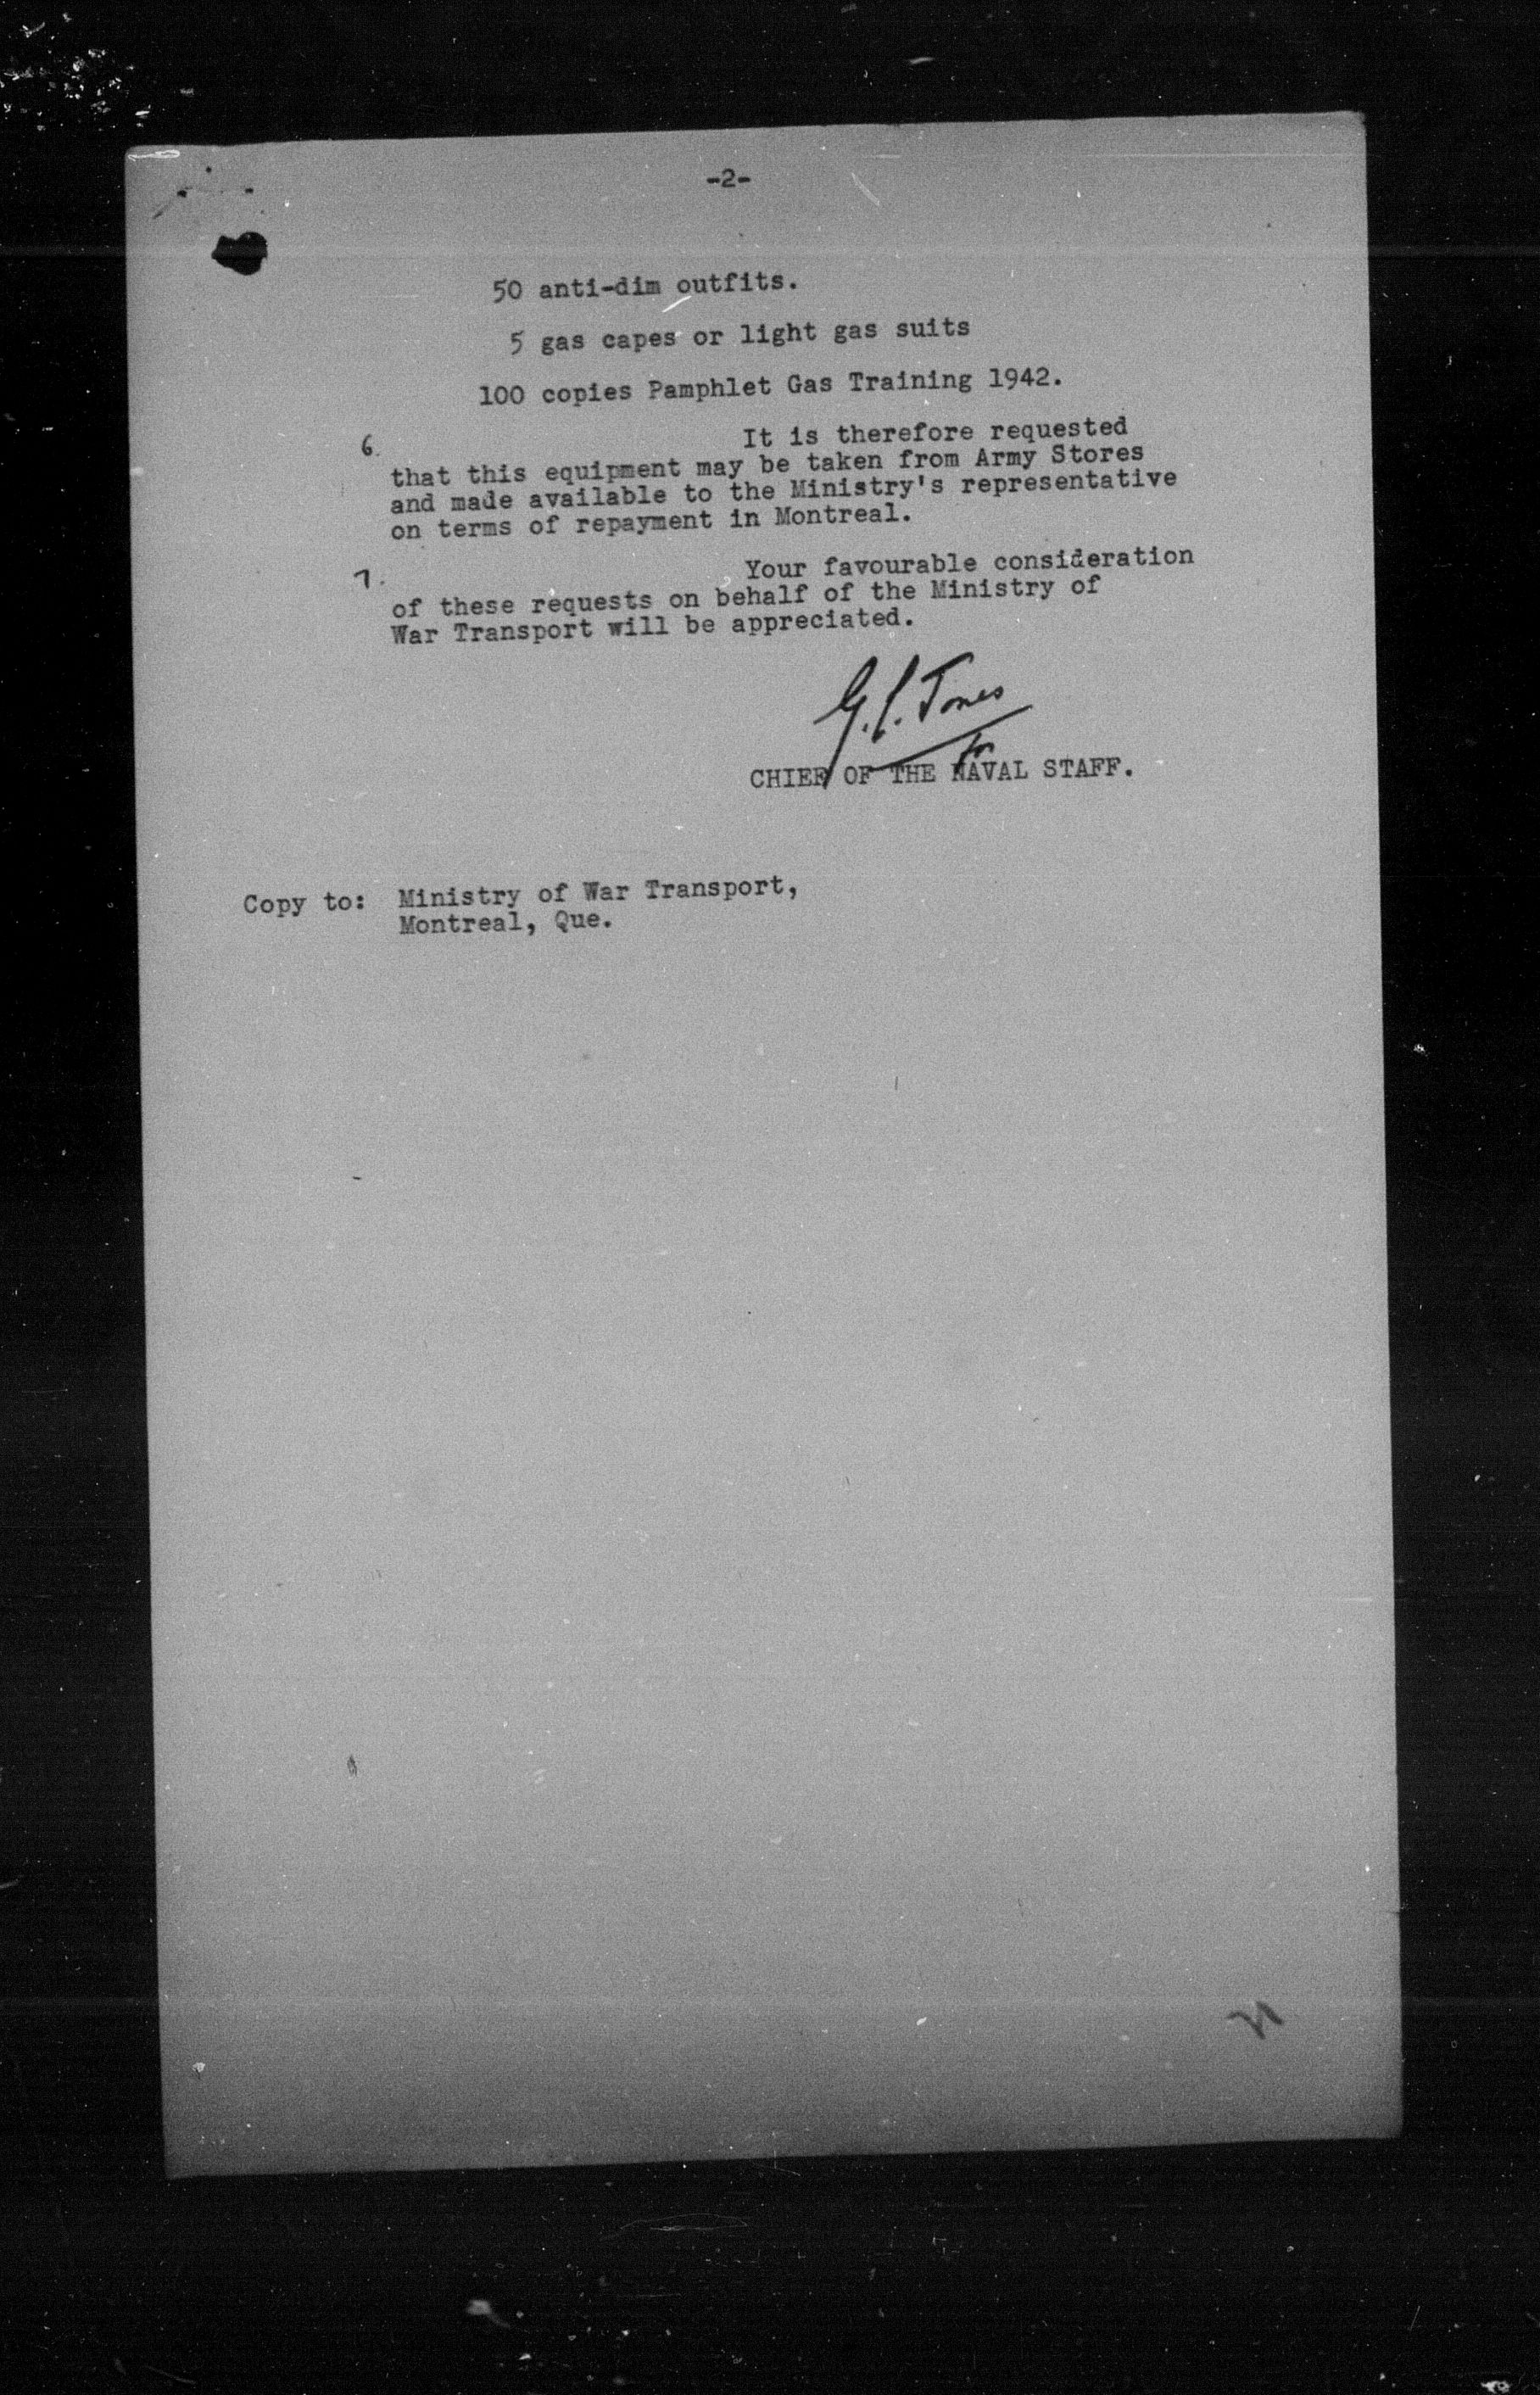 -2-
50 anti-dim outfits.
5 gas capes or light gas suits
100 copies Pamphlet Gas Training 1942.
6. It is therefore requested
that this equipment may be taken from Army Stores
and made available to the Ministry's representative
on terms of repayment in Montreal.
7. Your favourable consideration
of these requests on behalf of the Ministry of
War Transport will be appreciated.
G.C. Jones
for
CHIEF OF THE NAVAL STAFF.
Copy to: Ministry of War Transport,
Montreal, Que.